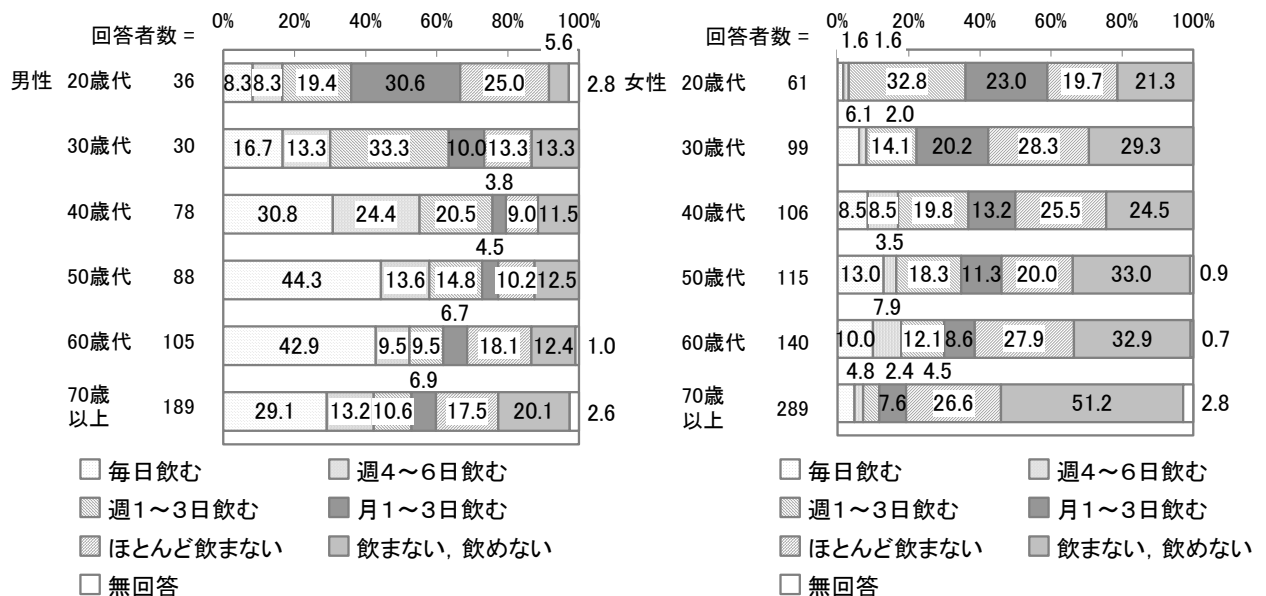 0% 20% 40% 60% 80% 100%
回答者数 =
5.6
男性 20歳代 36 8.3 8.3 19.4 30.6 25.0 2.8
30歳代 30 16.7 13.3 33.3 10.0 13.3 13.3
3.8
40歳代 78 30.8 24.4 20.5 9.0 11.5
4.5
50歳代 88 44.3 13.6 14.8 10.2 12.5
6.7
60歳代 105 42.9 9.5 9.5 18.1 12.4 1.0
6.9
70歳
以上 189 29.1 13.2 10.6 17.5 20.1 2.6
毎日飲む 週4~6日飲む
週1~3日飲む 月1~3日飲む
ほとんど飲まない 飲まない,飲めない
無回答
0% 20% 40% 60% 80% 100%
回答者数 =
1.6 1.6
女性 20歳代 61 32.8 23.0 19.7 21.3
6.1 2.0
30歳代 99 14.1 20.2 28.3 29.3
40歳代 106 8.5 8.5 19.8 13.2 25.5 24.5
3.5
50歳代 115 13.0 18.3 11.3 20.0 33.0 0.9
7.9
60歳代 140 10.0 12.1 8.6 27.9 32.9 0.7
4.8 2.4 4.5
70歳
以上 289 7.6 26.6 51.2 2.8
毎日飲む 週4~6日飲む
週1~3日飲む 月1~3日飲む
ほとんど飲まない 飲まない,飲めない
無回答